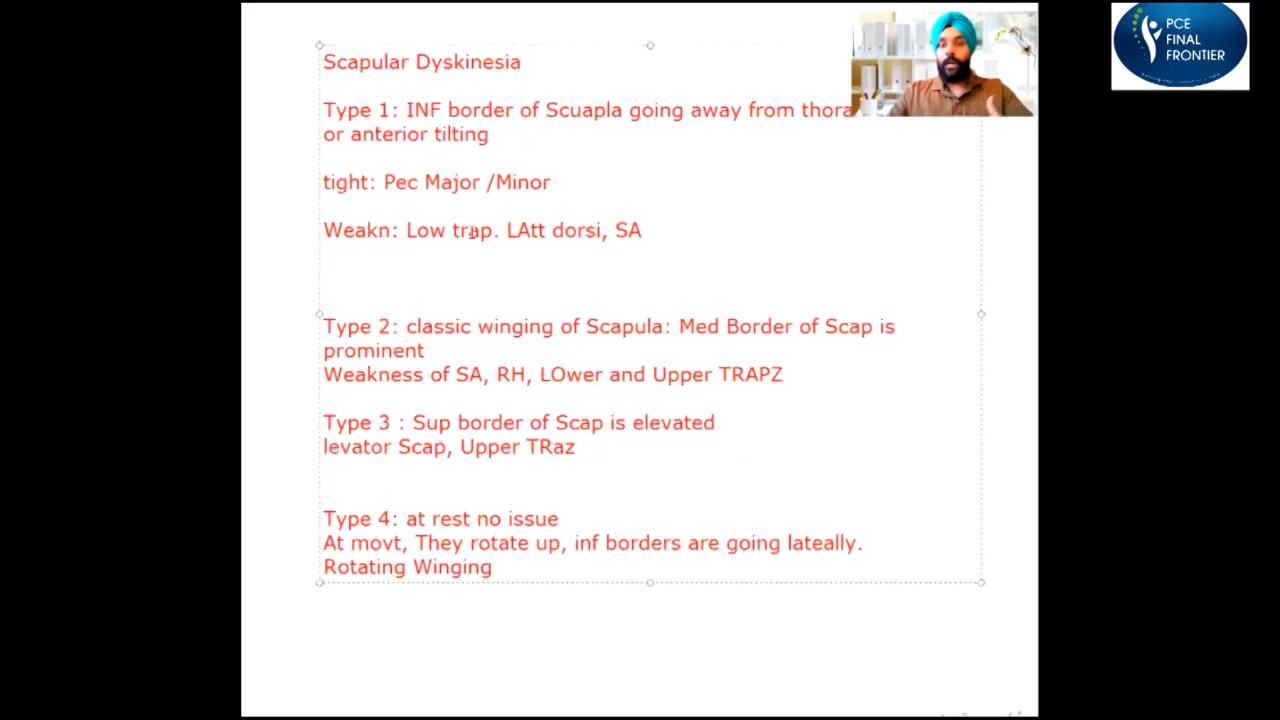 Scapular Dyskinesia
Type 1: INF border of Scuapla going away from
or anterior tilting
tight: Pec Major /Minor
Weakn: Low trap. LAtt dorsi, SA
Type 2: classic winging of Scapula: Med Border of Scap is
prominent
Weakness of SA, RH, LOwer and Upper TRAPZ
Type 3 : Sup border of Scap is elevated
levator Scap, Upper TRaz
Type 4: at rest no issue
At movt, They rotate up, inf borders are going lateally.
Rotating Winging
PCE
FINAL
FRONTIER